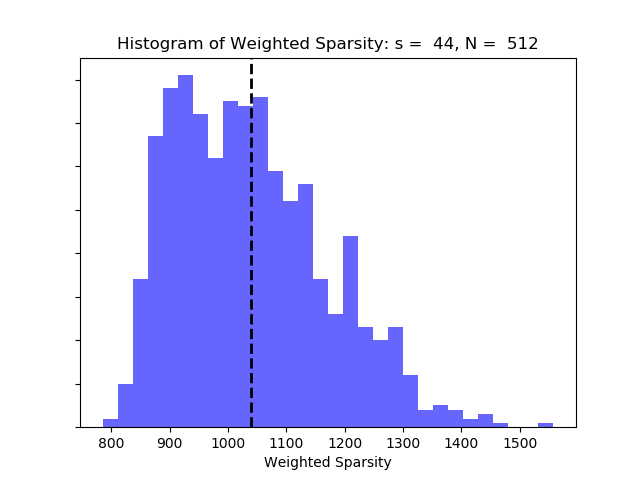 Histogram of Weighted Sparsity: s =  44, N =  512
800 900 1000 1100 1200 1300 1400 1500
Weighted Sparsity